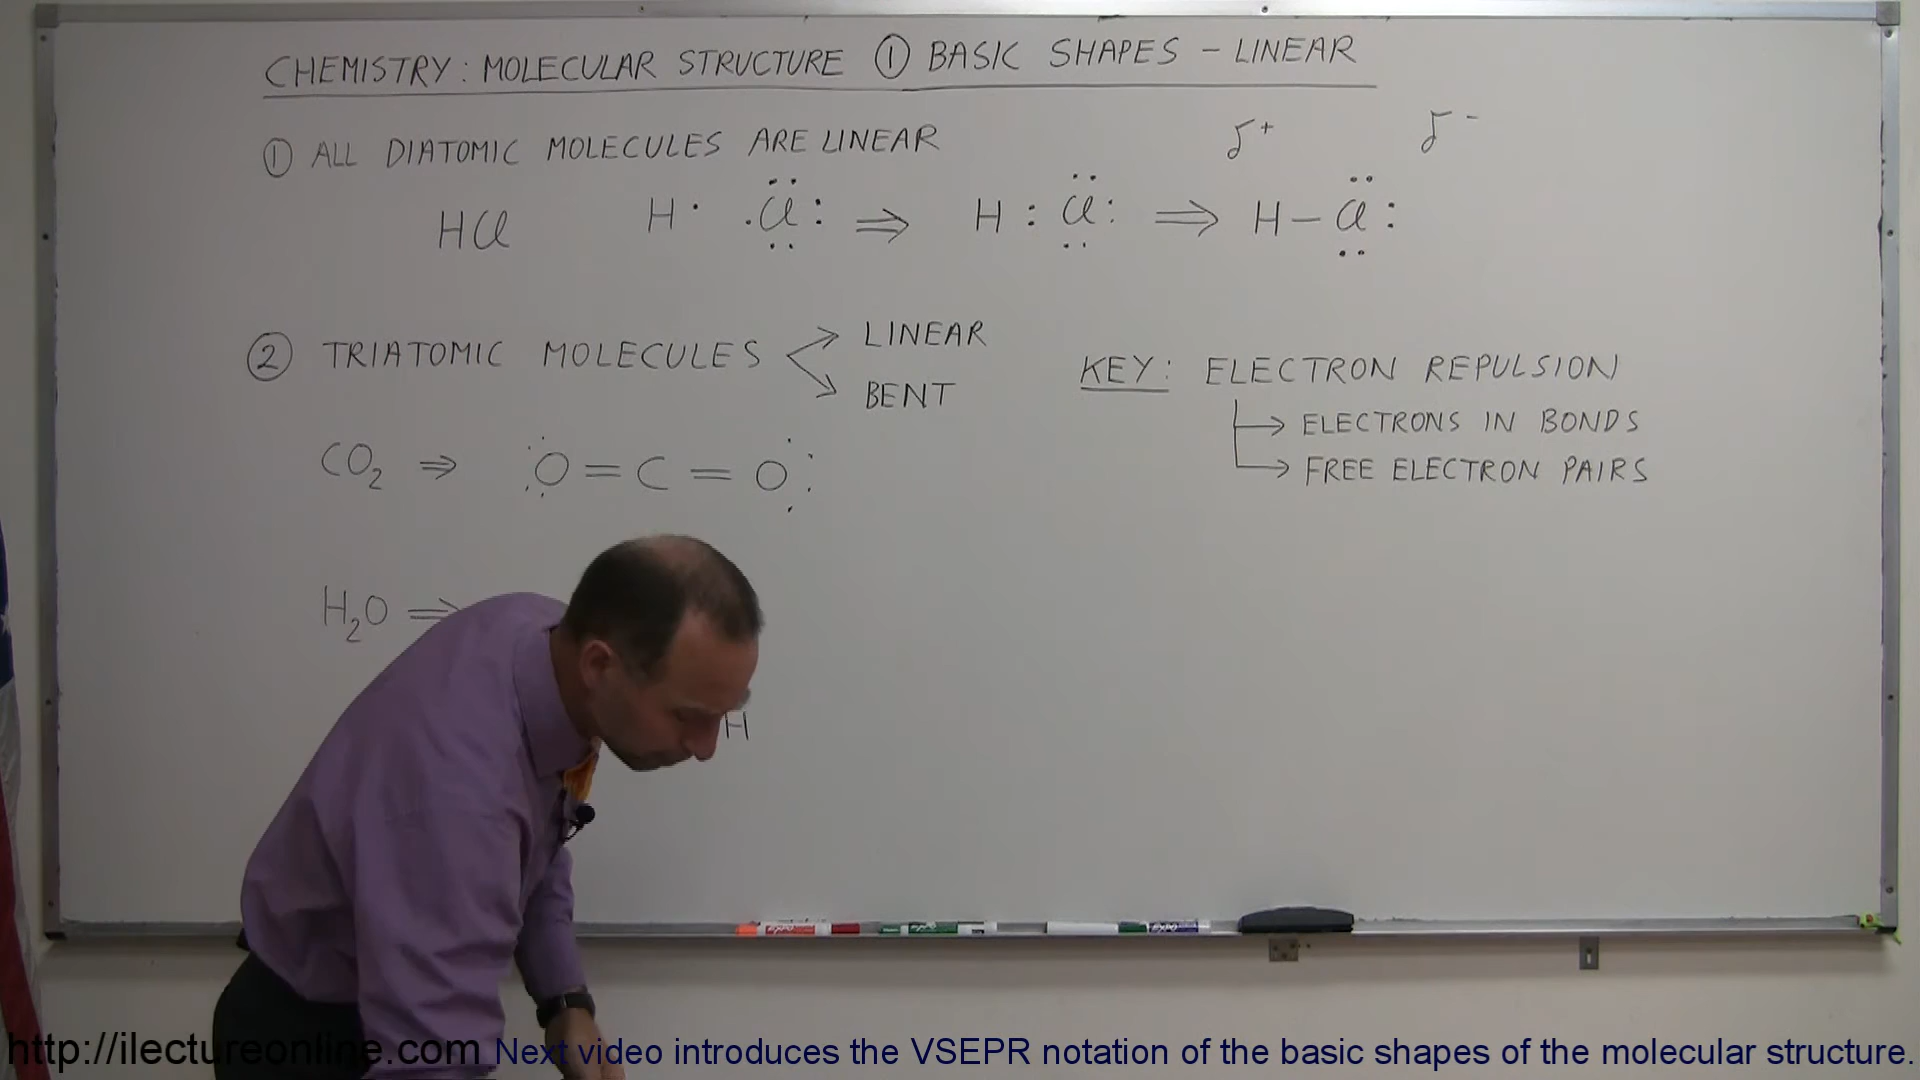 CHEMISTRY: MOLECULAR STRUCTURE ① BASIC SHAPES - LINEAR
① ALL DIATOMIC MOLECULES ARE LINEAR
δ+ δ-
HCl H· ·Cl: ⇒ H:Cl: ⇒ H-Cl:
② TRIATOMIC MOLECULES
LINEAR
BENT
KEY: ELECTRON REPULSION
→ ELECTRONS IN BONDS
→ FREE ELECTRON PAIRS
CO₂ ⇒ :O=C=O:
H₂O ⇒
H
http://ilectureonline.com Next video introduces the VSEPR notation of the basic shapes of the molecular structure.